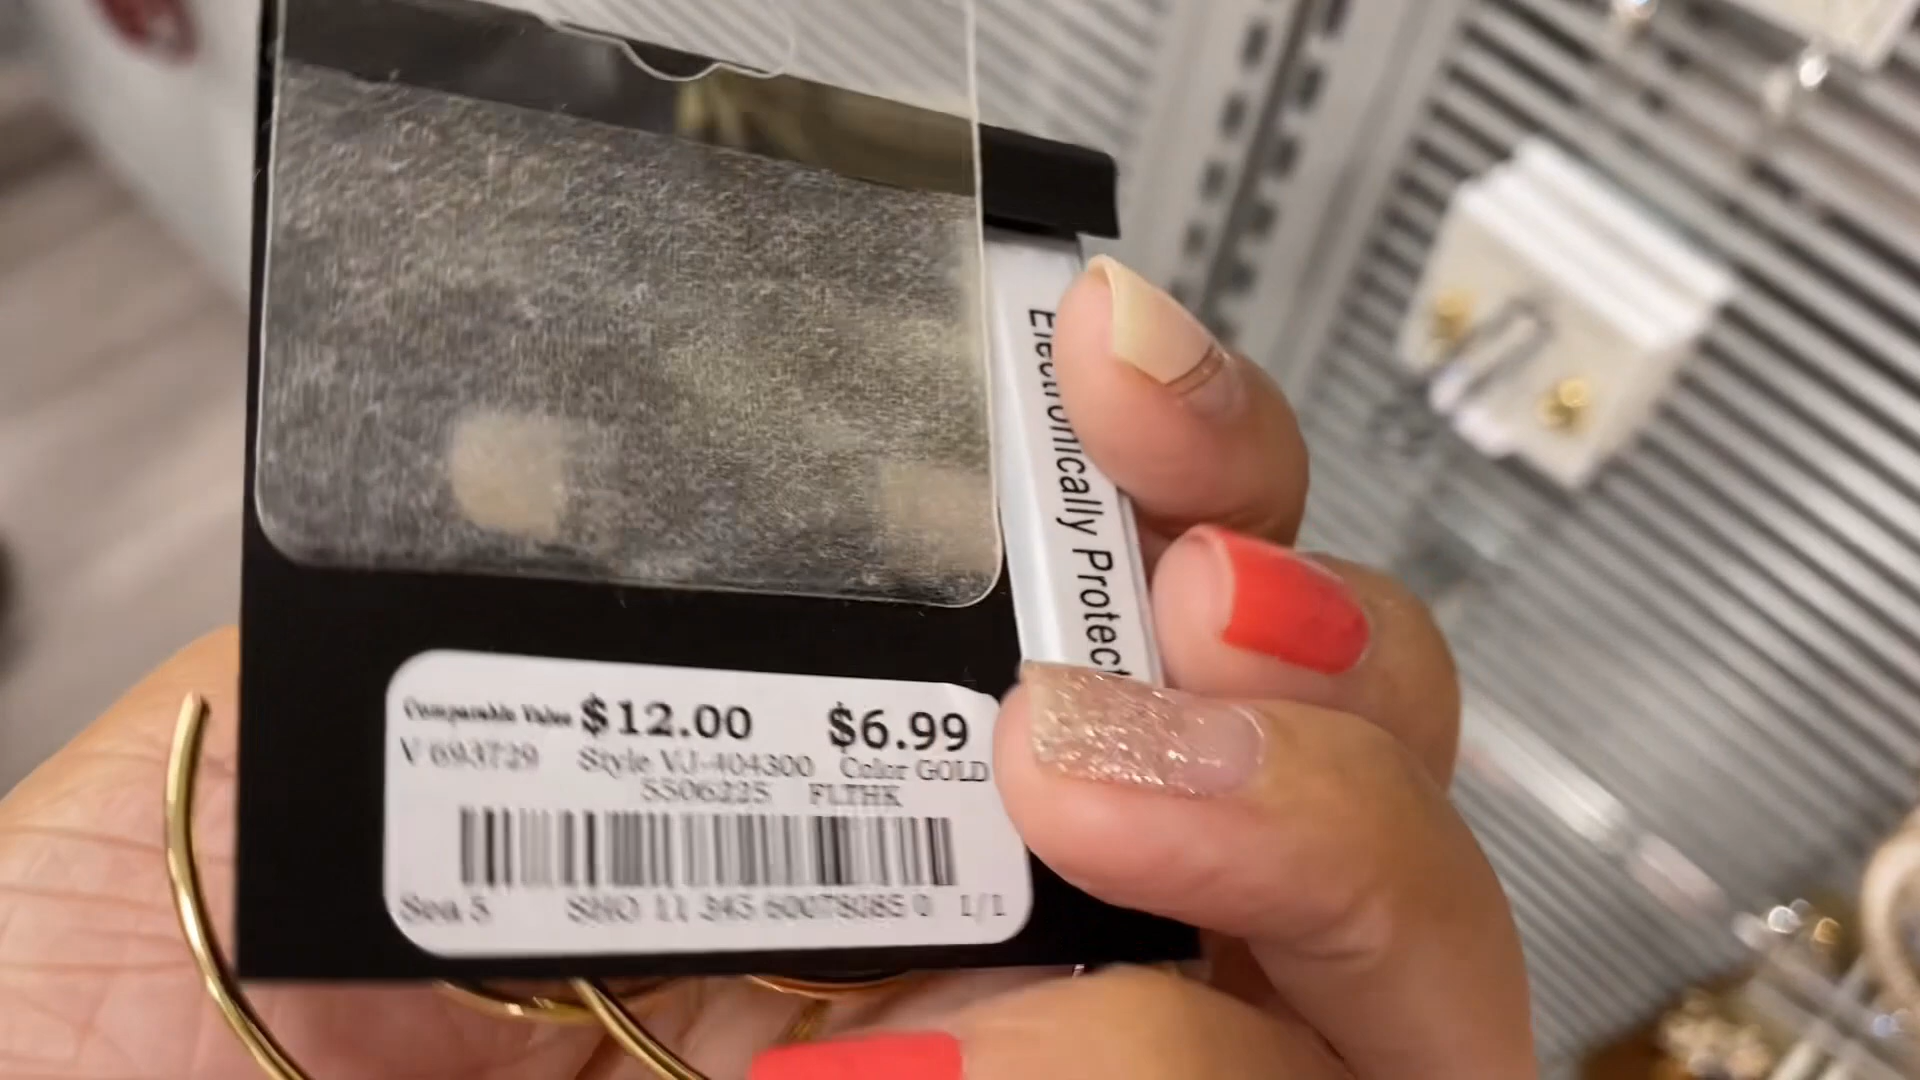 Electronically Protect
Comparable Value $12.00 $6.99
V 693729 Style VJ-404300 Color GOLD
5506225 FLTHK
Sea 5 SHO 11 345 60078085 0 1/1